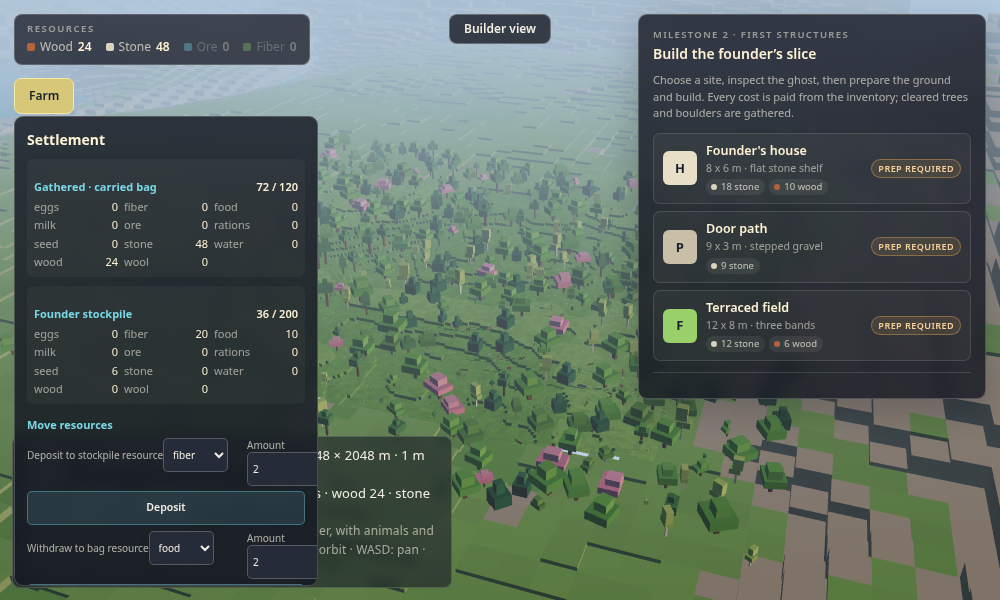 RESOURCES
Wood 24 Stone 48 Ore 0 Fiber 0
Farm
Builder view
Settlement
Gathered · carried bag 72 / 120
eggs 0 fiber 0 food 0
milk 0 ore 0 rations 0
seed 0 stone 48 water 0
wood 24 wool 0
Founder stockpile 36 / 200
eggs 0 fiber 20 food 10
milk 0 ore 0 rations 0
seed 6 stone 0 water 0
wood 0 wool 0
Move resources
Deposit to stockpile resource fiber Amount 2
Deposit
Withdraw to bag resource food Amount 2
48 × 2048 m · 1 m
· wood 24 · stone
er, with animals and
orbit · WASD: pan ·
MILESTONE 2 · FIRST STRUCTURES
Build the founder's slice
Choose a site, inspect the ghost, then prepare the ground
and build. Every cost is paid from the inventory; cleared trees
and boulders are gathered.
H Founder's house
8 x 6 m · flat stone shelf
18 stone 10 wood
PREP REQUIRED
P Door path
9 x 3 m · stepped gravel
9 stone
PREP REQUIRED
F Terraced field
12 x 8 m · three bands
12 stone 6 wood
PREP REQUIRED